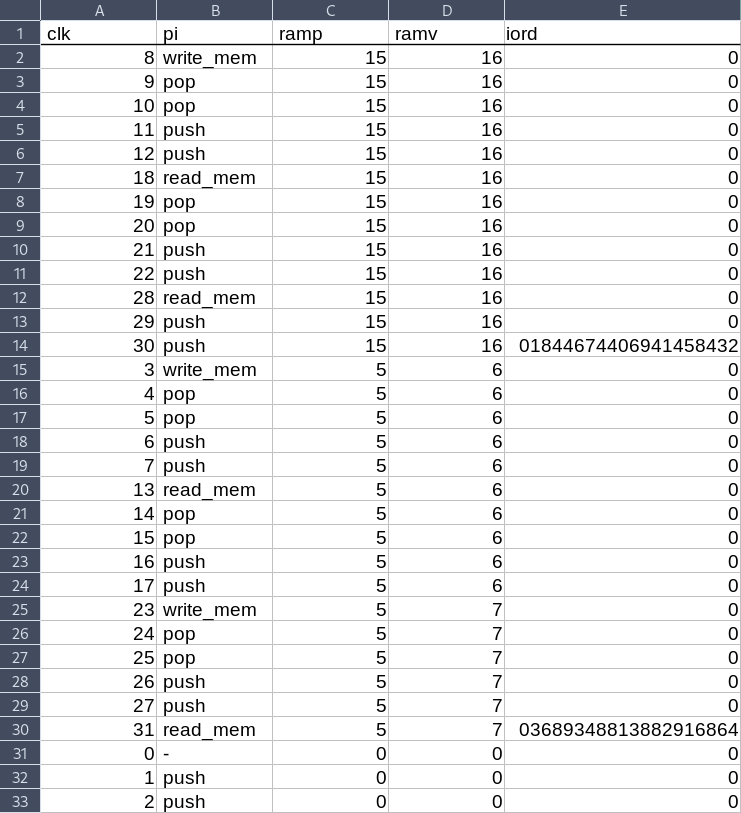 A B C D E
1 clk pi ramp ramv iord
2 8 write_mem 15 16 0
3 9 pop 15 16 0
4 10 pop 15 16 0
5 11 push 15 16 0
6 12 push 15 16 0
7 18 read_mem 15 16 0
8 19 pop 15 16 0
9 20 pop 15 16 0
10 21 push 15 16 0
11 22 push 15 16 0
12 28 read_mem 15 16 0
13 29 push 15 16 0
14 30 push 15 16 01844674406941458432
15 3 write_mem 5 6 0
16 4 pop 5 6 0
17 5 pop 5 6 0
18 6 push 5 6 0
19 7 push 5 6 0
20 13 read_mem 5 6 0
21 14 pop 5 6 0
22 15 pop 5 6 0
23 16 push 5 6 0
24 17 push 5 6 0
25 23 write_mem 5 7 0
26 24 pop 5 7 0
27 25 pop 5 7 0
28 26 push 5 7 0
29 27 push 5 7 0
30 31 read_mem 5 7 03689348813882916864
31 0 - 0 0 0
32 1 push 0 0 0
33 2 push 0 0 0